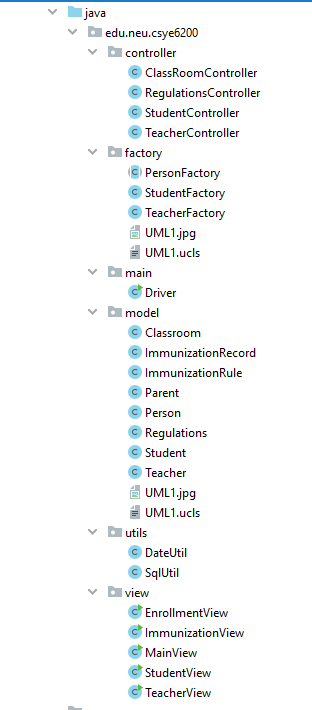 java
edu.neu.csye6200
controller
ClassRoomController
RegulationsController
StudentController
TeacherController
factory
PersonFactory
StudentFactory
TeacherFactory
UML1.jpg
UML1.ucls
main
Driver
model
Classroom
ImmunizationRecord
ImmunizationRule
Parent
Person
Regulations
Student
Teacher
UML1.jpg
UML1.ucls
utils
DateUtil
SqlUtil
view
EnrollmentView
ImmunizationView
MainView
StudentView
TeacherView